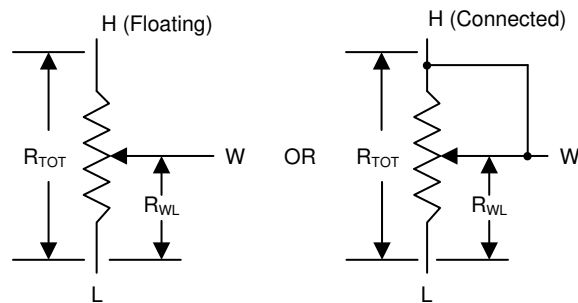 H (Floating)
R_TOT
W
R_WL
L
OR
H (Connected)
R_TOT
W
R_WL
L